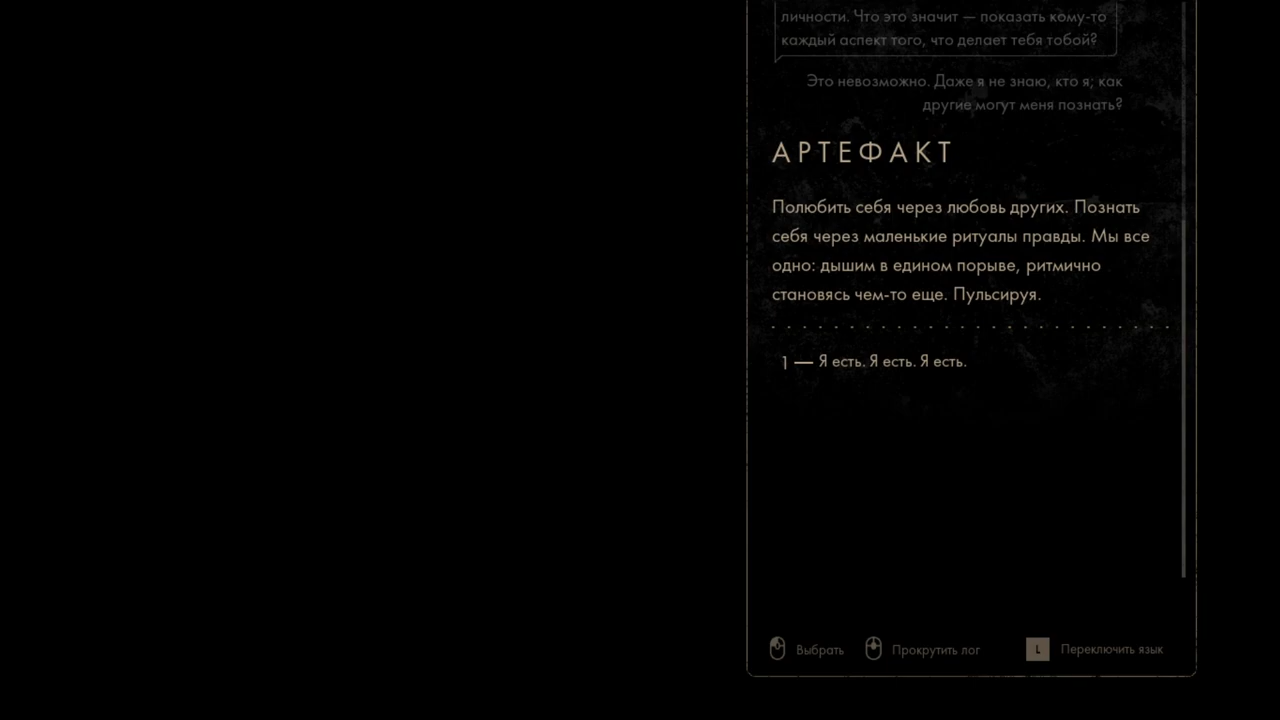 личности. Что это значит — показать кому-то
каждый аспект того, что делает тебя тобой?
Это невозможно. Даже я не знаю, кто я; как
другие могут меня познать?
АРТЕФАКТ
Полюбить себя через любовь других. Познать
себя через маленькие ритуалы правды. Мы все
одно: дышим в едином порыве, ритмично
становясь чем-то еще. Пульсируя.
1 — Я есть. Я есть. Я есть.
Выбрать
Прокрутить лог
L
Переключить язык